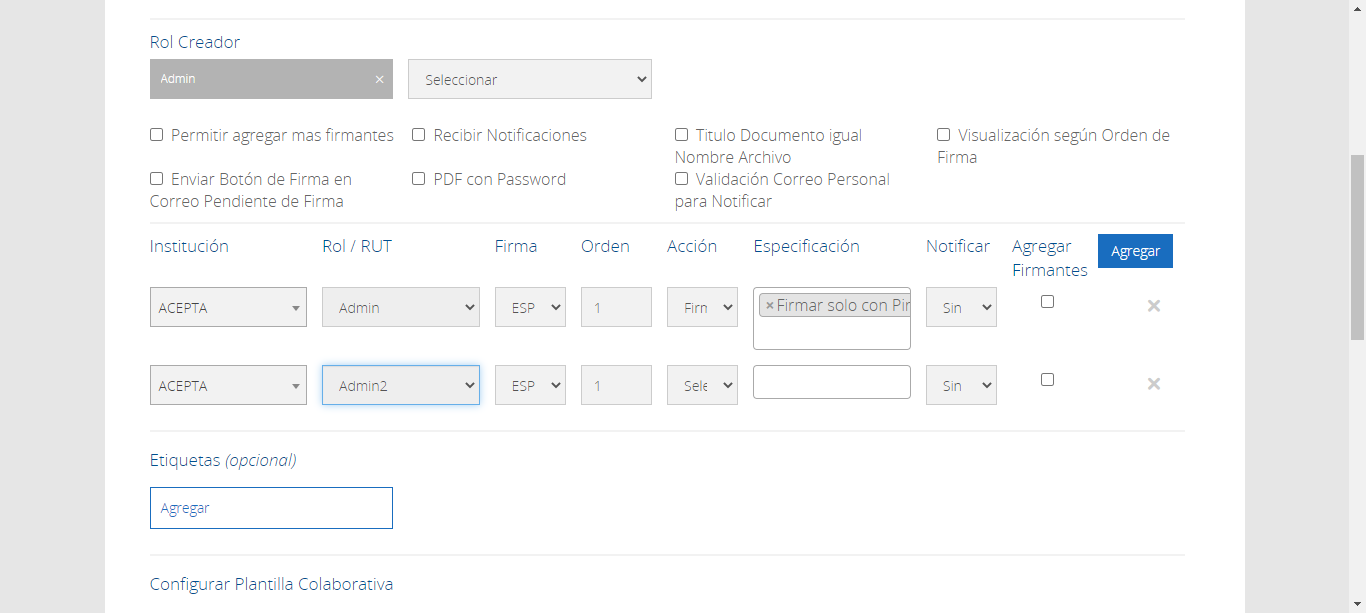 Rol Creador
Admin ×
Seleccionar
Permitir agregar mas firmantes
Recibir Notificaciones
Titulo Documento igual
Nombre Archivo
Visualización según Orden de
Firma
Enviar Botón de Firma en
Correo Pendiente de Firma
PDF con Password
Validación Correo Personal
para Notificar
Institución Rol / RUT Firma Orden Acción Especificación Notificar Agregar
Firmantes
Agregar
ACEPTA Admin ESP 1 Firm ×Firmar solo con Pin Sin ×
ACEPTA Admin2 ESP 1 Sele Sin ×
Etiquetas (opcional)
Agregar
Configurar Plantilla Colaborativa